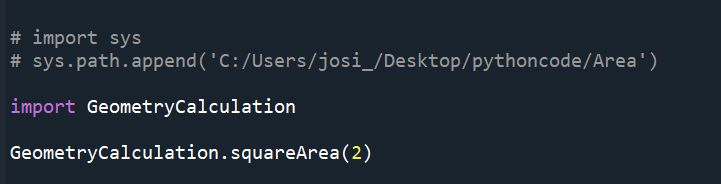 # import sys
# sys.path.append('C:/Users/josi_/Desktop/pythoncode/Area')
import GeometryCalculation
GeometryCalculation.squareArea(2)